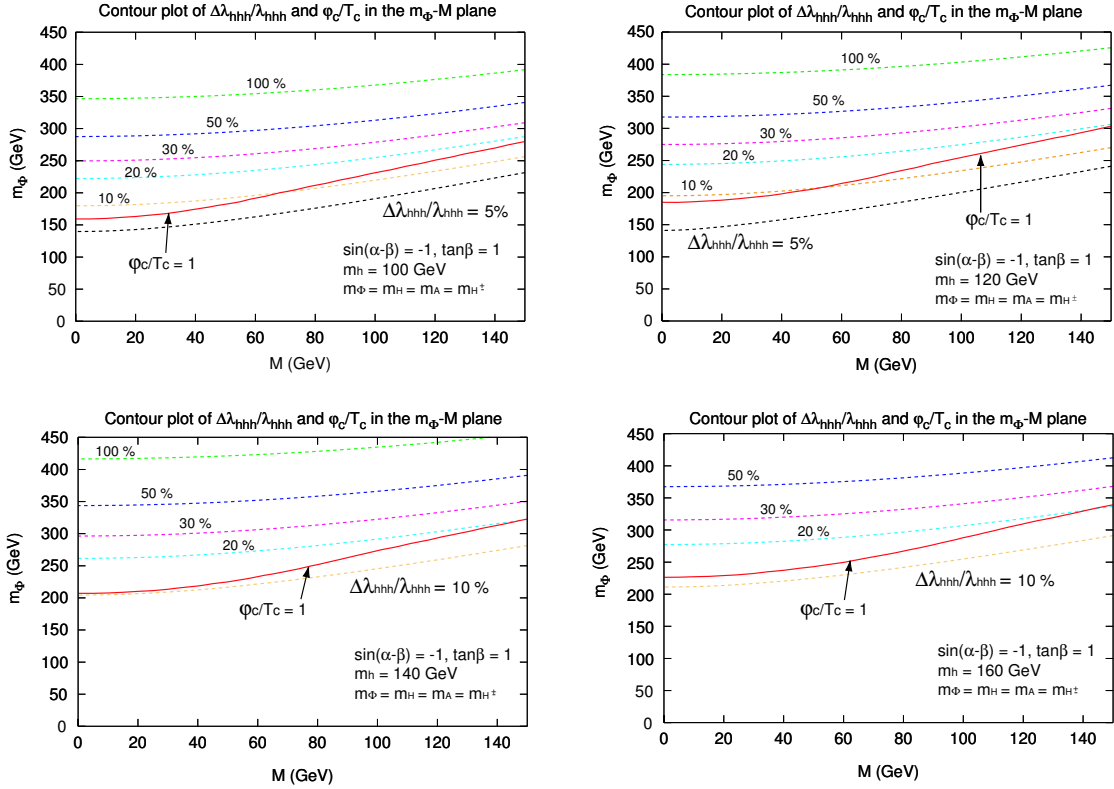 Contour plot of Δλhhh/λhhh and φc/Tc in the mΦ-M plane
450
400
350
300
250
200
150
100
50
0
mΦ (GeV)
100 %
50 %
30 %
20 %
10 %
Δλhhh/λhhh = 5%
φc/Tc = 1
sin(α-β) = -1, tanβ = 1
mh = 100 GeV
mΦ = mH = mA = mH±
0 20 40 60 80 100 120 140
M (GeV)
Contour plot of Δλhhh/λhhh and φc/Tc in the mΦ-M plane
450
400
350
300
250
200
150
100
50
0
mΦ (GeV)
100 %
50 %
30 %
20 %
10 %
φc/Tc = 1
Δλhhh/λhhh = 5%
sin(α-β) = -1, tanβ = 1
mh = 120 GeV
mΦ = mH = mA = mH±
0 20 40 60 80 100 120 140
M (GeV)
Contour plot of Δλhhh/λhhh and φc/Tc in the mΦ-M plane
450
400
350
300
250
200
150
100
50
0
mΦ (GeV)
100 %
50 %
30 %
20 %
Δλhhh/λhhh = 10 %
φc/Tc = 1
sin(α-β) = -1, tanβ = 1
mh = 140 GeV
mΦ = mH = mA = mH±
0 20 40 60 80 100 120 140
M (GeV)
Contour plot of Δλhhh/λhhh and φc/Tc in the mΦ-M plane
450
400
350
300
250
200
150
100
50
0
mΦ (GeV)
50 %
30 %
20 %
Δλhhh/λhhh = 10 %
φc/Tc = 1
sin(α-β) = -1, tanβ = 1
mh = 160 GeV
mΦ = mH = mA = mH±
0 20 40 60 80 100 120 140
M (GeV)